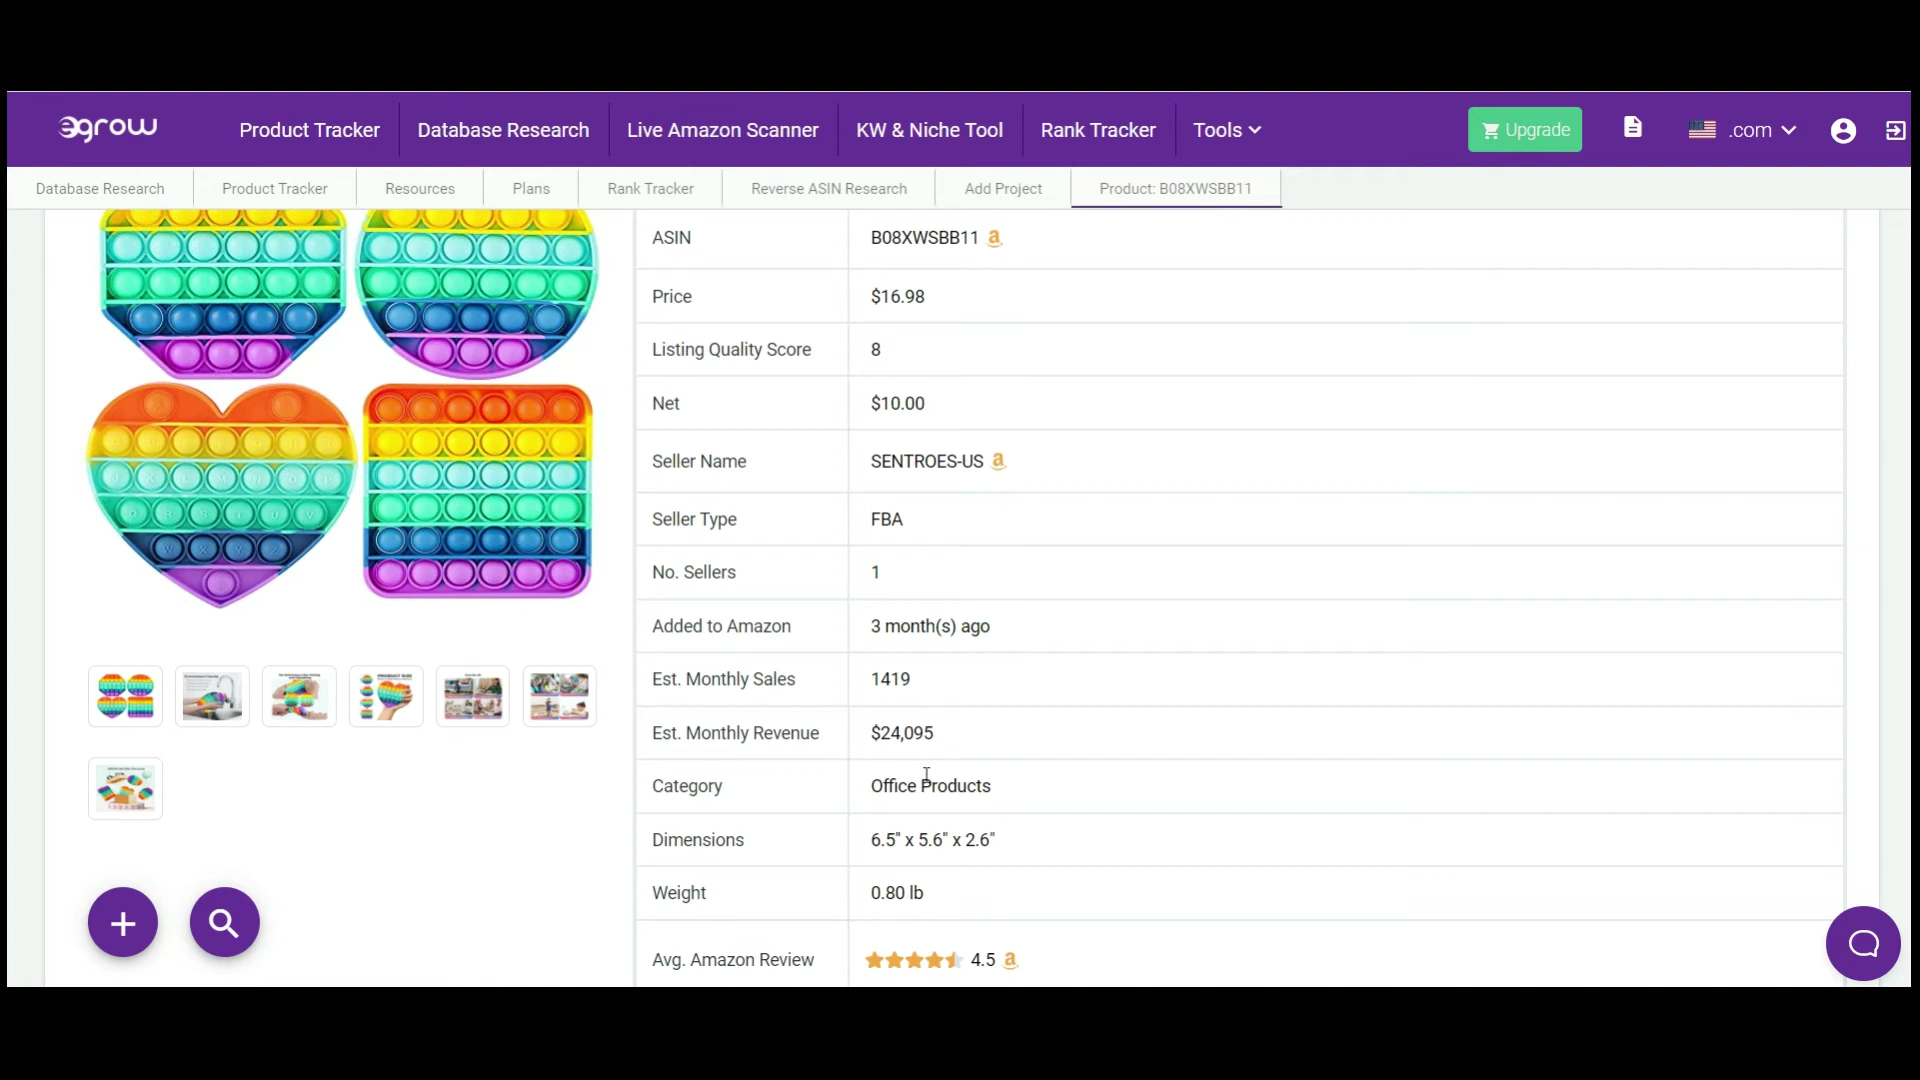 egrow
Product Tracker
Database Research
Live Amazon Scanner
KW & Niche Tool
Rank Tracker
Tools
Upgrade
.com
Database Research
Product Tracker
Resources
Plans
Rank Tracker
Reverse ASIN Research
Add Project
Product: B08XWSBB11
ASIN B08XWSBB11
Price $16.98
Listing Quality Score 8
Net $10.00
Seller Name SENTROES-US
Seller Type FBA
No. Sellers 1
Added to Amazon 3 month(s) ago
Est. Monthly Sales 1419
Est. Monthly Revenue $24,095
Category Office Products
Dimensions 6.5" x 5.6" x 2.6"
Weight 0.80 lb
Avg. Amazon Review 4.5